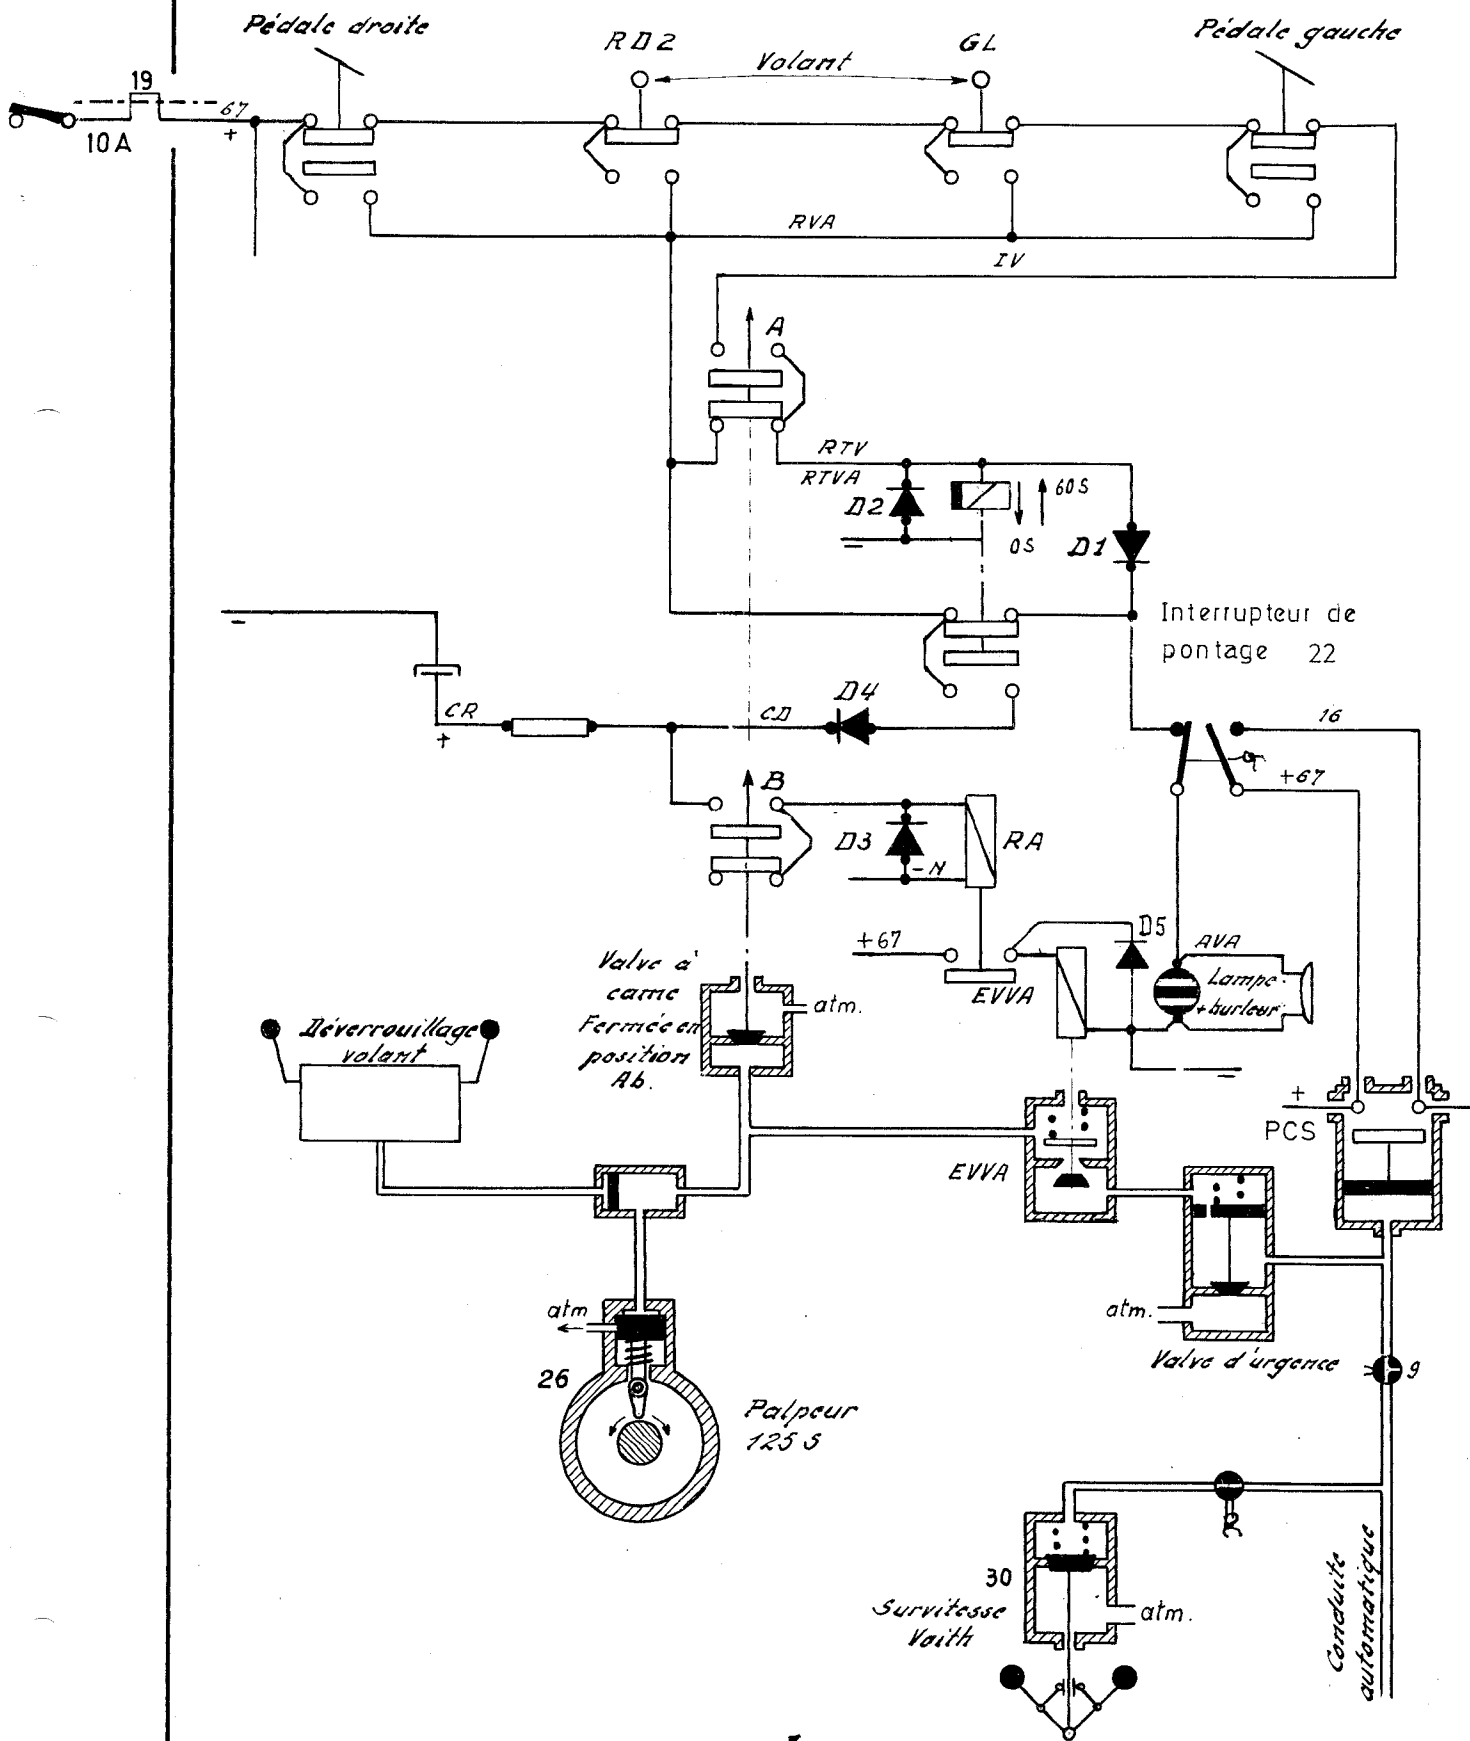 Pédale droite
RD2
Volant
GL
Pédale gauche
19
67
+
10A
RVA
IV
A
RTV
RTVA
D2
60S
0S
D1
-
-
Interrupteur de
pontage 22
CR
+
CD
D4
16
+67
B
D3
RA
- N
+67
D5
AVA
EVVA
Lampe
+ hurleur
Valve à
came
Fermée en
position
Ab.
atm.
Déverrouillage
volant
-
+
PCS
EVVA
atm
atm.
Valve d'urgence
9
26
Palpeur
125 S
30
Survitesse
Voith
atm.
Conduite
automatique